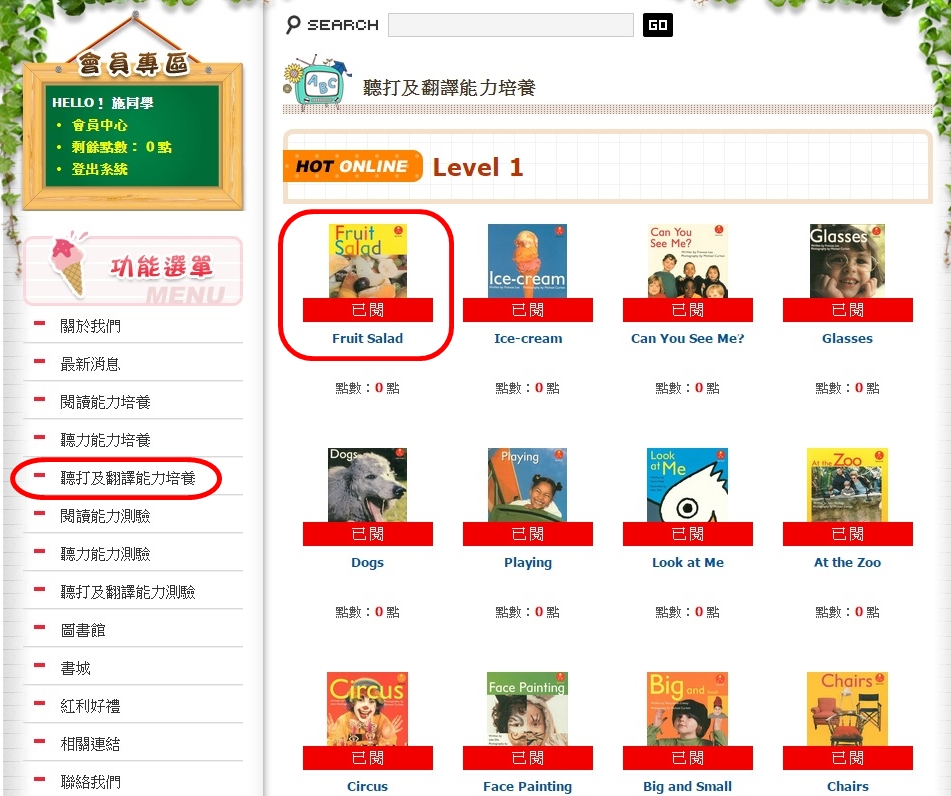 會員專區
HELLO！ 施同學
• 會員中心
• 剩餘點數： 0 點
• 登出系統
功能選單
MENU
關於我們
最新消息
閱讀能力培養
聽力能力培養
聽打及翻譯能力培養
閱讀能力測驗
聽力能力測驗
聽打及翻譯能力測驗
圖書館
書城
紅利好禮
相關連結
聯絡我們
SEARCH
GO
ABC
聽打及翻譯能力培養
HOT ONLINE
Level 1
Fruit Salad
已閱
Fruit Salad
點數：0 點
Ice-cream
已閱
Ice-cream
點數：0 點
Can You See Me?
已閱
Can You See Me?
點數：0 點
Glasses
已閱
Glasses
點數：0 點
Dogs
已閱
Dogs
點數：0 點
Playing
已閱
Playing
點數：0 點
Look at Me
已閱
Look at Me
點數：0 點
At the Zoo
已閱
At the Zoo
點數：0 點
Circus
已閱
Circus
Face Painting
已閱
Face Painting
Big and Small
已閱
Big and Small
Chairs
已閱
Chairs